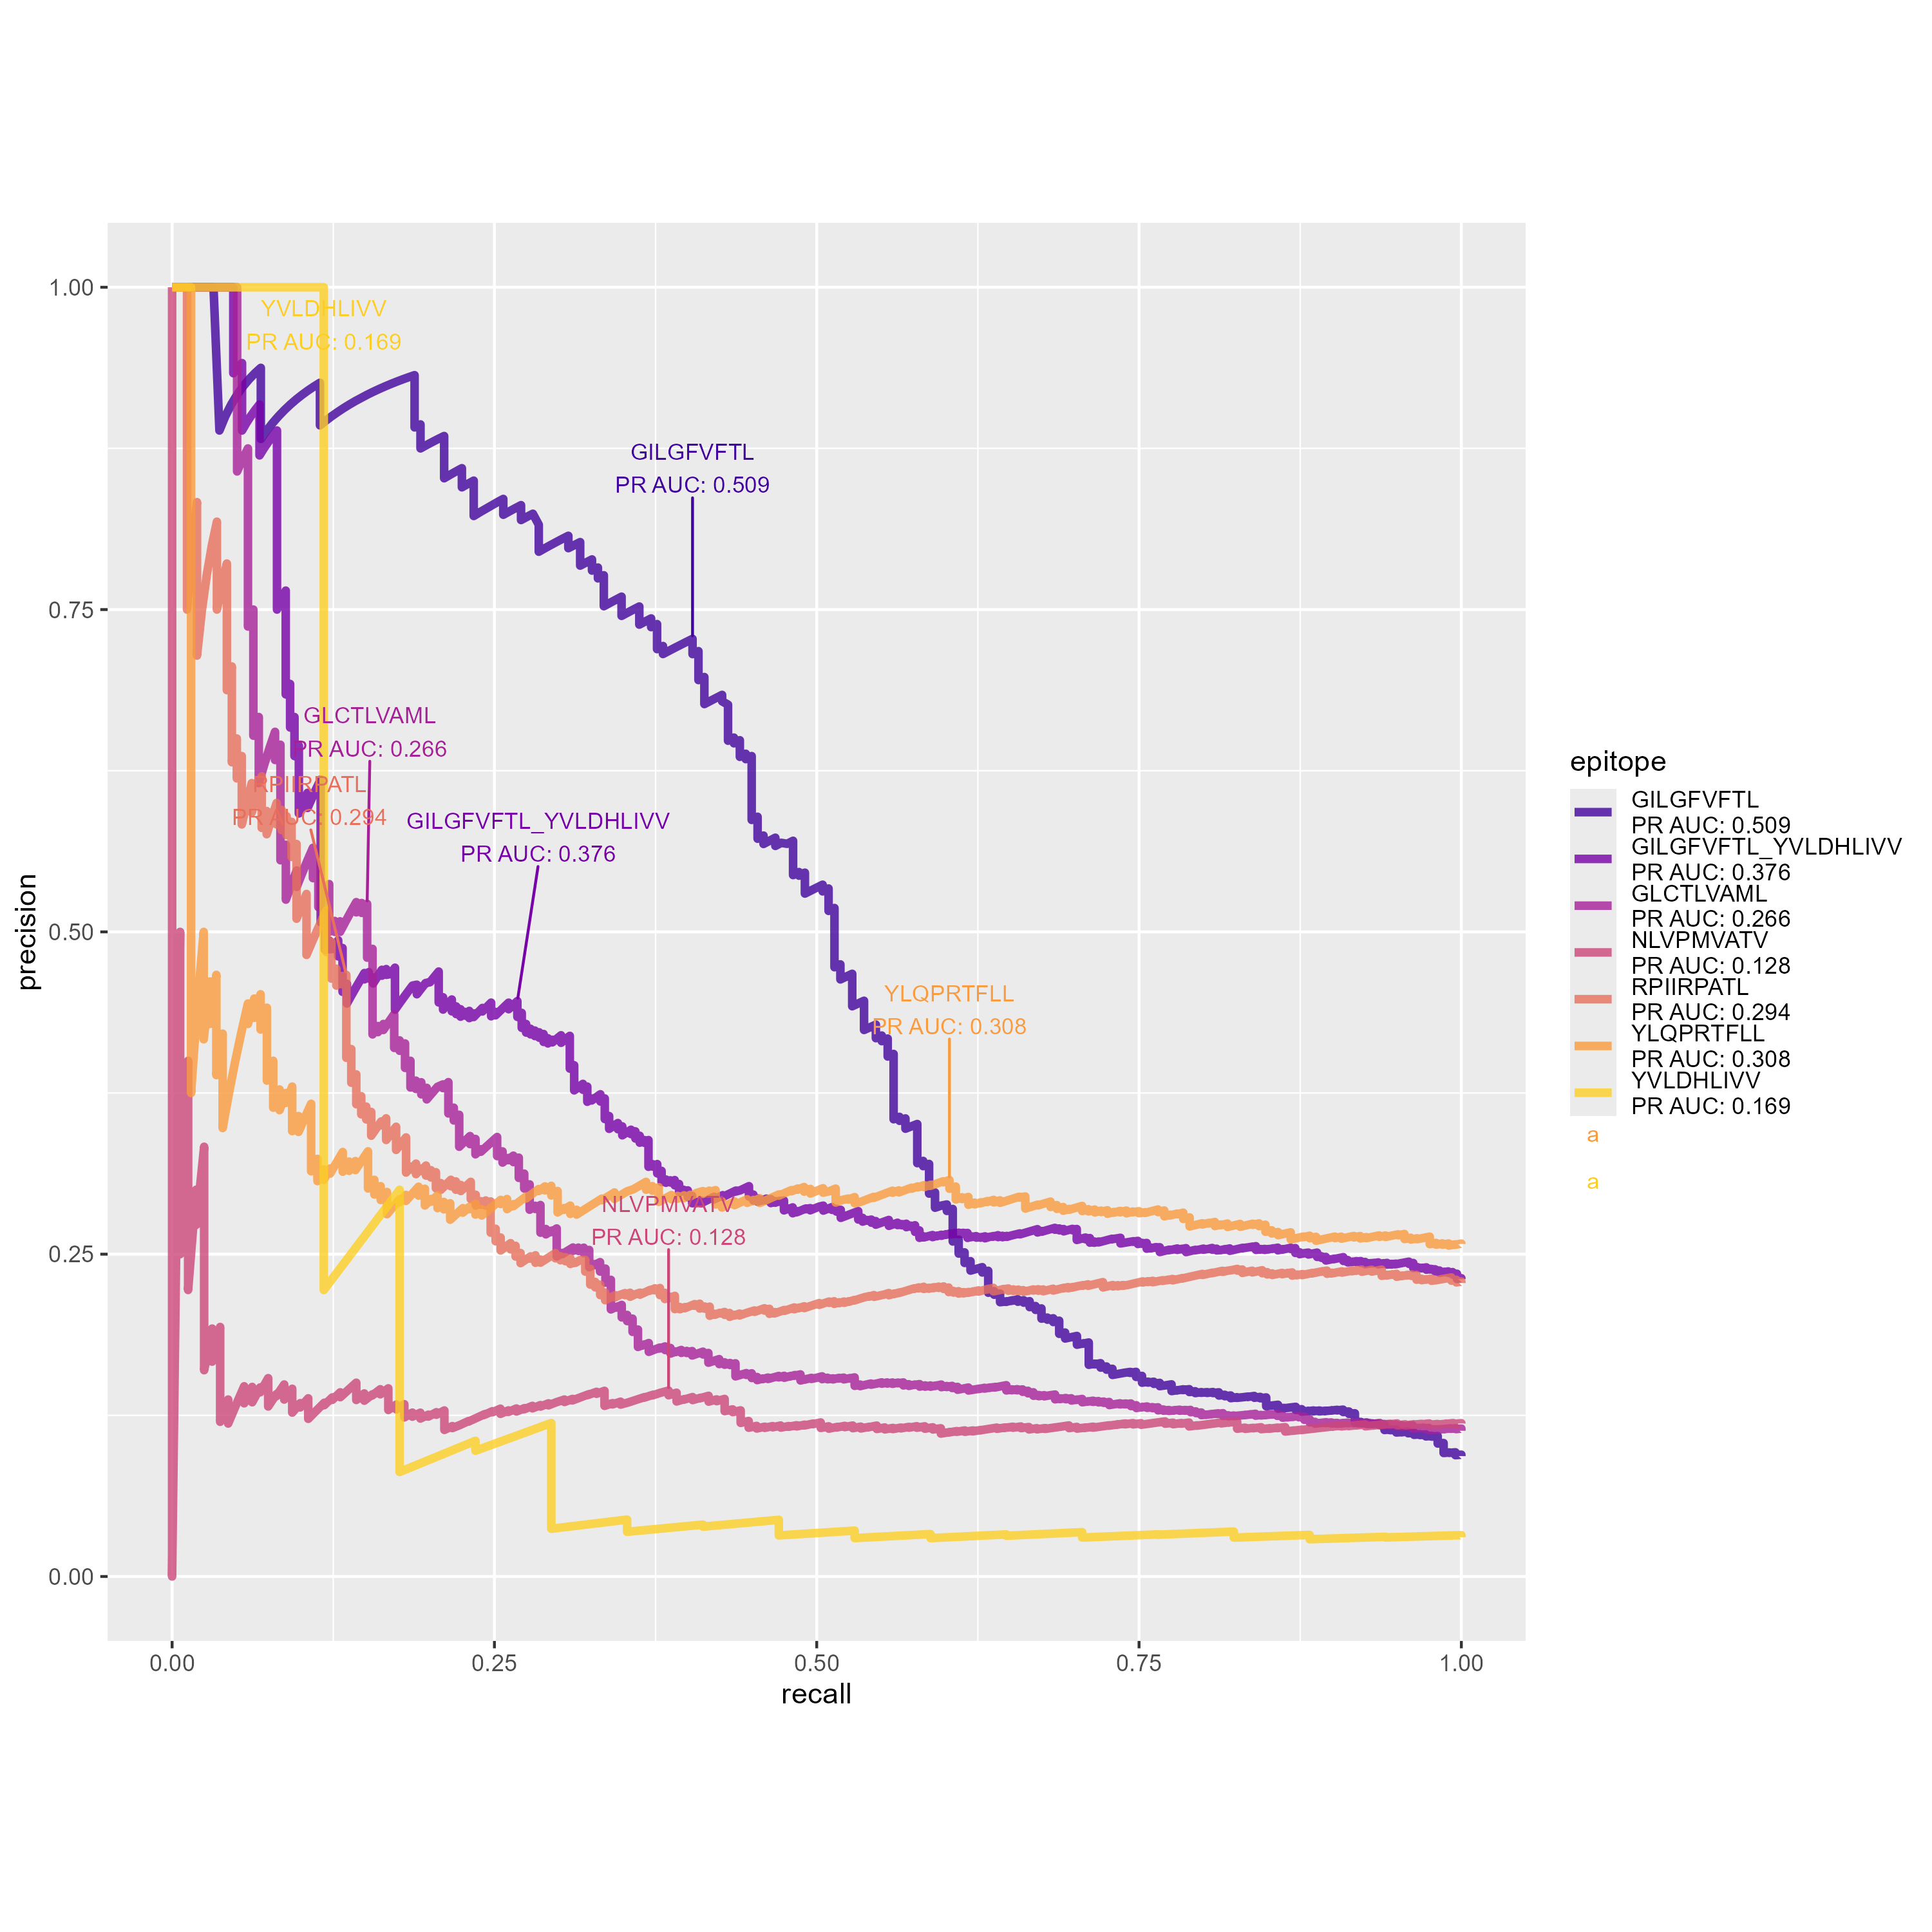 1.00
0.75
0.50
0.25
0.00
precision
YVLDHLIVV
PR AUC: 0.169
GILGFVFTL
PR AUC: 0.509
GLCTLVAML
PR AUC: 0.266
RPIIRPATL
PR AUC: 0.294
GILGFVFTL_YVLDHLIVV
PR AUC: 0.376
YLQPRTFLL
PR AUC: 0.308
NLVPMVATV
PR AUC: 0.128
0.00
0.25
0.50
0.75
1.00
recall
epitope
GILGFVFTL
PR AUC: 0.509
GILGFVFTL_YVLDHLIVV
PR AUC: 0.376
GLCTLVAML
PR AUC: 0.266
NLVPMVATV
PR AUC: 0.128
RPIIRPATL
PR AUC: 0.294
YLQPRTFLL
PR AUC: 0.308
YVLDHLIVV
PR AUC: 0.169
a
a